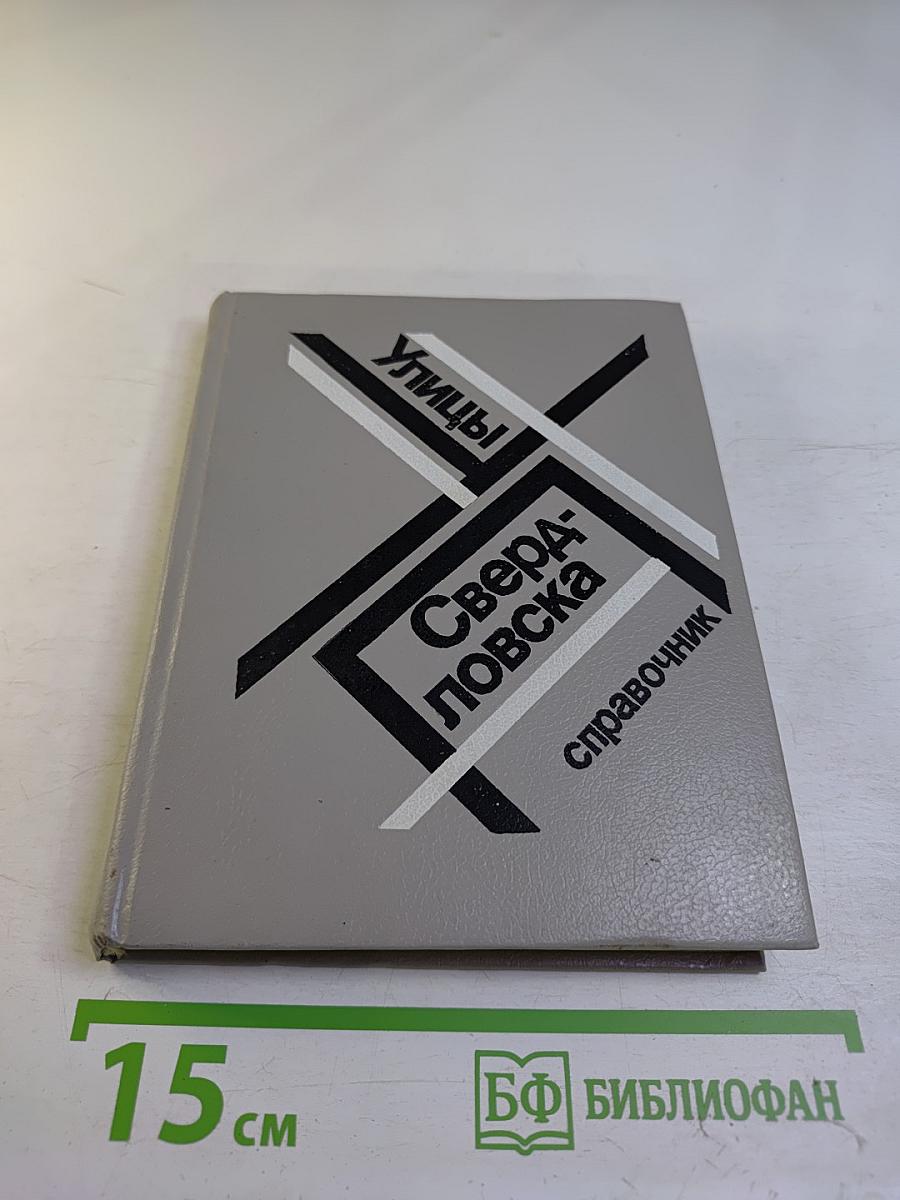 Улицы
Сверд-
ловска
справочник
15 см
БФ БИБЛИОФАН